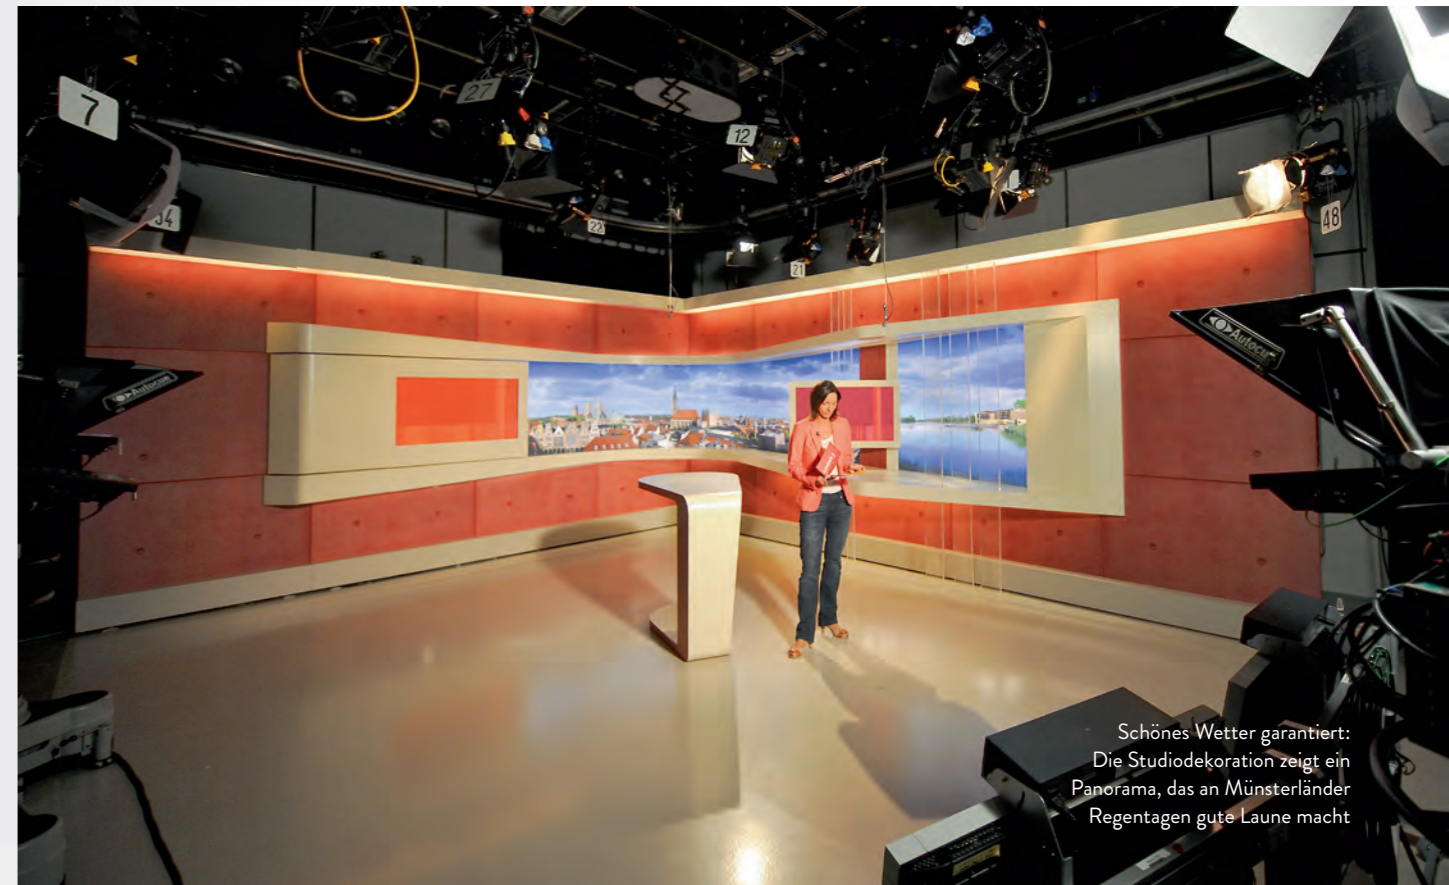 7
27
12
34
22
21
48
Autocue
Autocue
Schönes Wetter garantiert:
Die Studiodekoration zeigt ein
Panorama, das an Münsterländer
Regentagen gute Laune macht